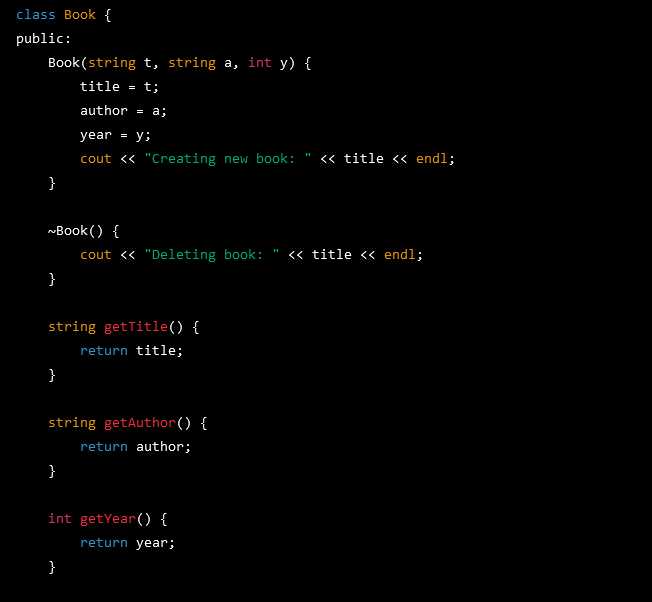 class Book {
public:
    Book(string t, string a, int y) {
        title = t;
        author = a;
        year = y;
        cout << "Creating new book: " << title << endl;
    }

    ~Book() {
        cout << "Deleting book: " << title << endl;
    }

    string getTitle() {
        return title;
    }

    string getAuthor() {
        return author;
    }

    int getYear() {
        return year;
    }